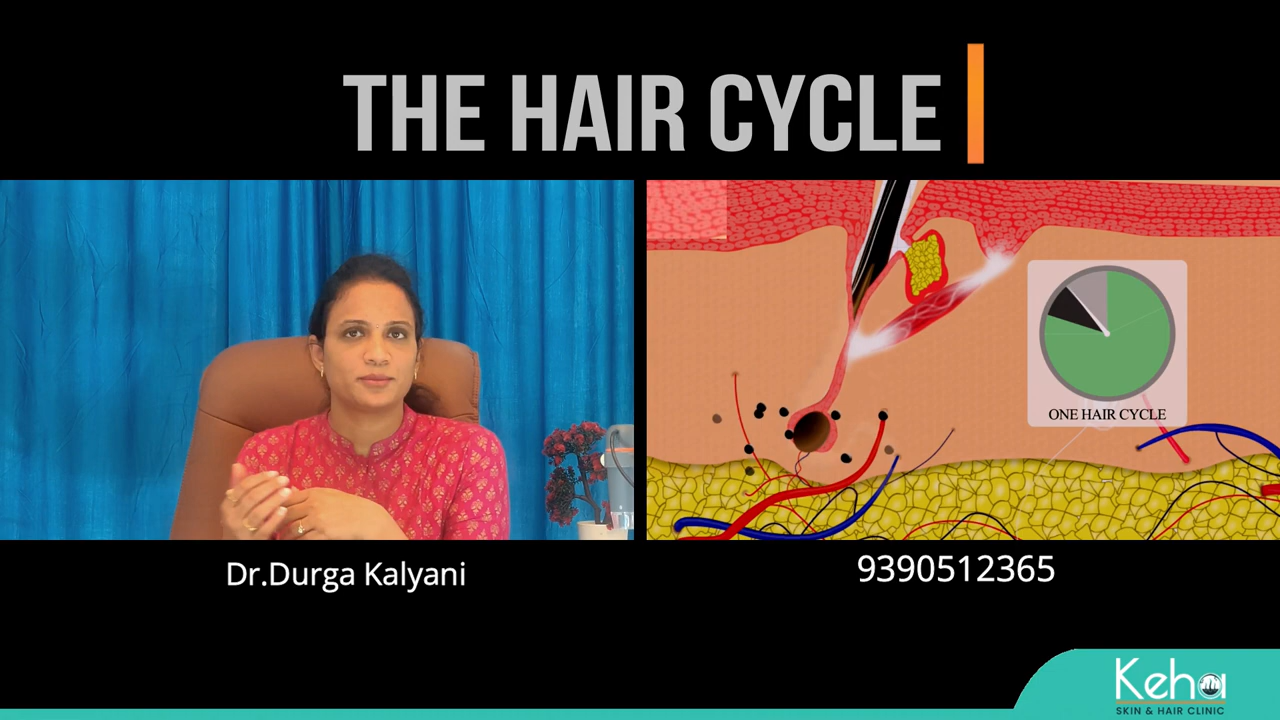 THE HAIR CYCLE
ONE HAIR CYCLE
Dr.Durga Kalyani
9390512365
Keha
SKIN & HAIR CLINIC